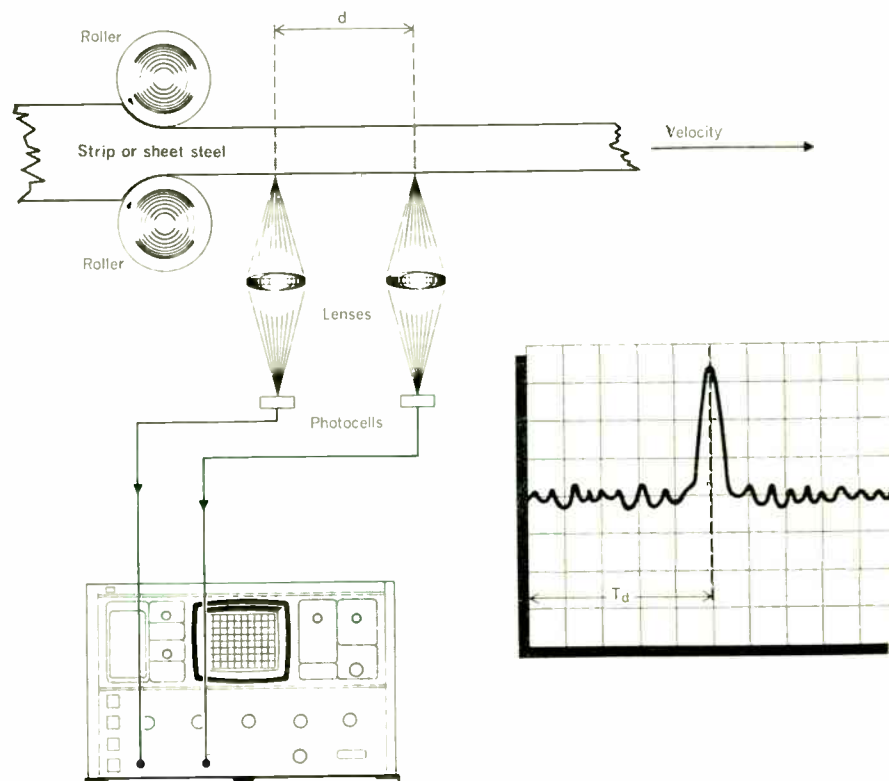 d
Roller
Velocity
Strip or sheet steel
Roller
Lenses
Photocells
Td